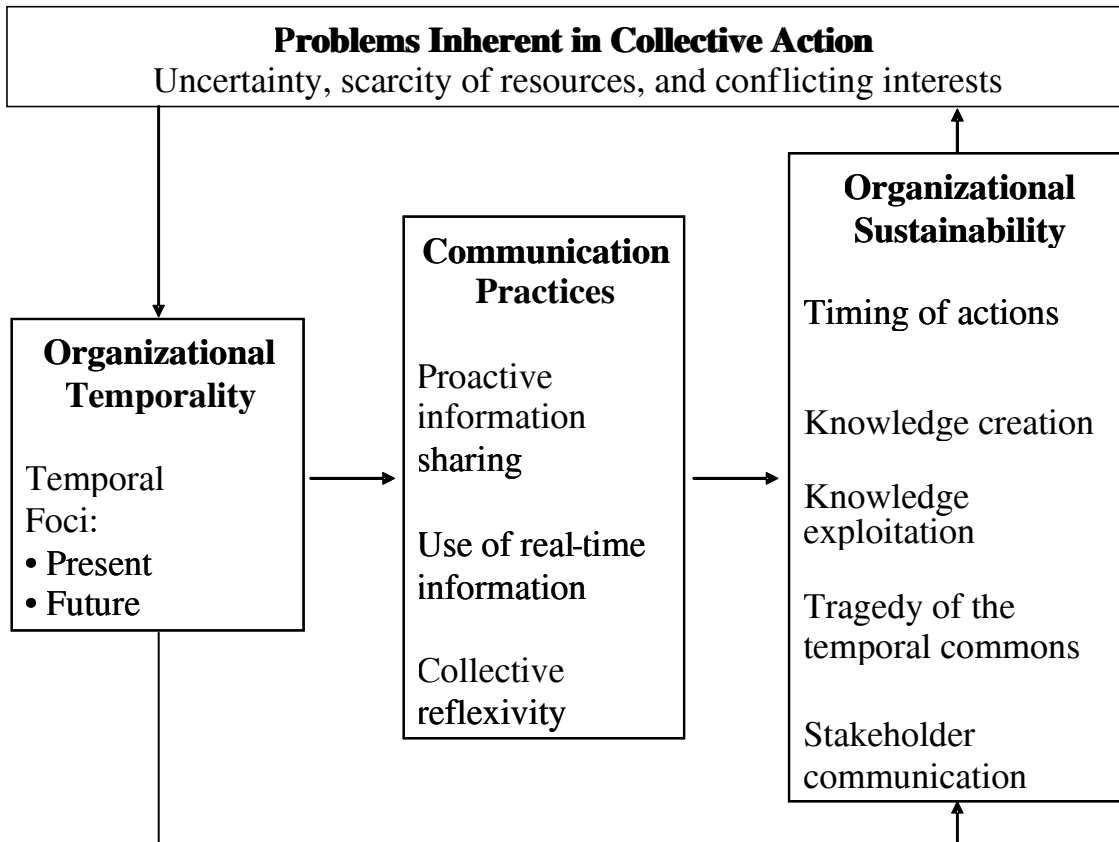 Problems Inherent in Collective Action
Uncertainty, scarcity of resources, and conflicting interests
Organizational
Temporality
Temporal
Foci:
• Present
• Future
Communication
Practices
Proactive
information
sharing
Use of real-time
information
Collective
reflexivity
Organizational
Sustainability
Timing of actions
Knowledge creation
Knowledge
exploitation
Tragedy of the
temporal commons
Stakeholder
communication